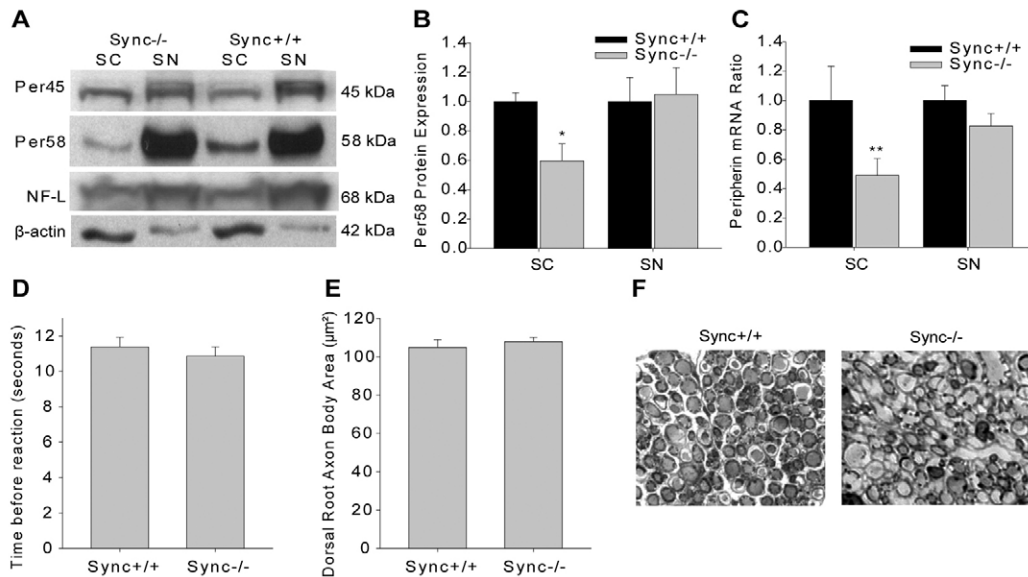 A
Sync-/- Sync+/+
SC SN SC SN
Per45 45 kDa
Per58 58 kDa
NF-L 68 kDa
β-actin 42 kDa
B
Sync+/+
Sync-/-
Per58 Protein Expression
1.4
1.2
1.0
0.8
0.6
0.4
0.2
0.0
*
SC SN
C
Sync+/+
Sync-/-
Peripherin mRNA Ratio
1.4
1.2
1.0
0.8
0.6
0.4
0.2
0.0
**
SC SN
D
Time before reaction (seconds)
12
10
8
6
4
2
0
Sync+/+ Sync-/-
E
Dorsal Root Axon Body Area (µm²)
120
100
80
60
40
20
0
Sync+/+ Sync-/-
F
Sync+/+ Sync-/-